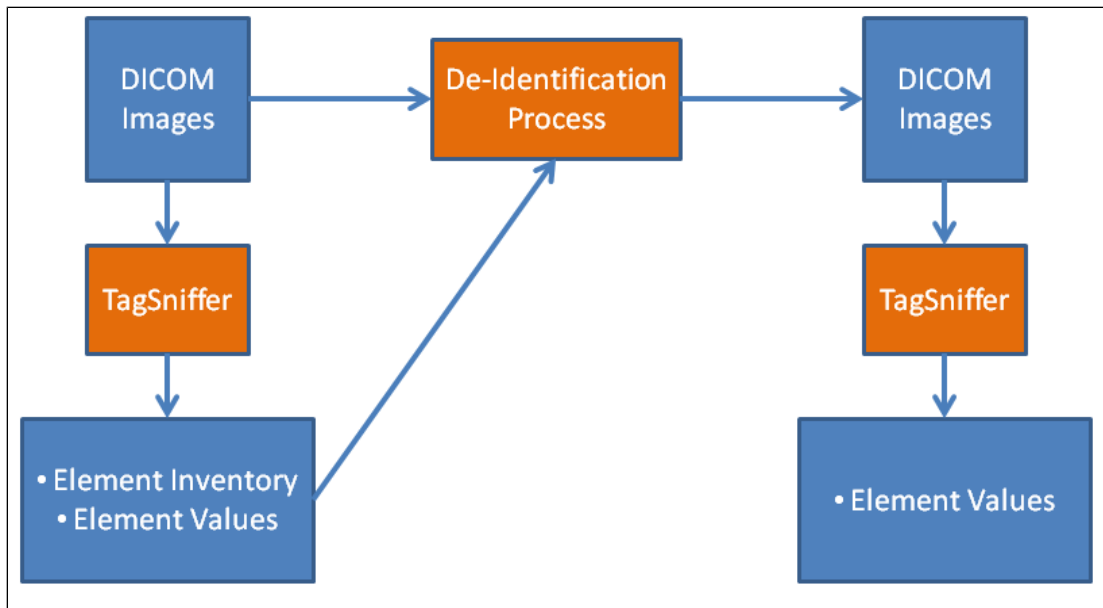 DICOM
Images
De-Identification
Process
DICOM
Images
TagSniffer
TagSniffer
• Element Inventory
• Element Values
• Element Values